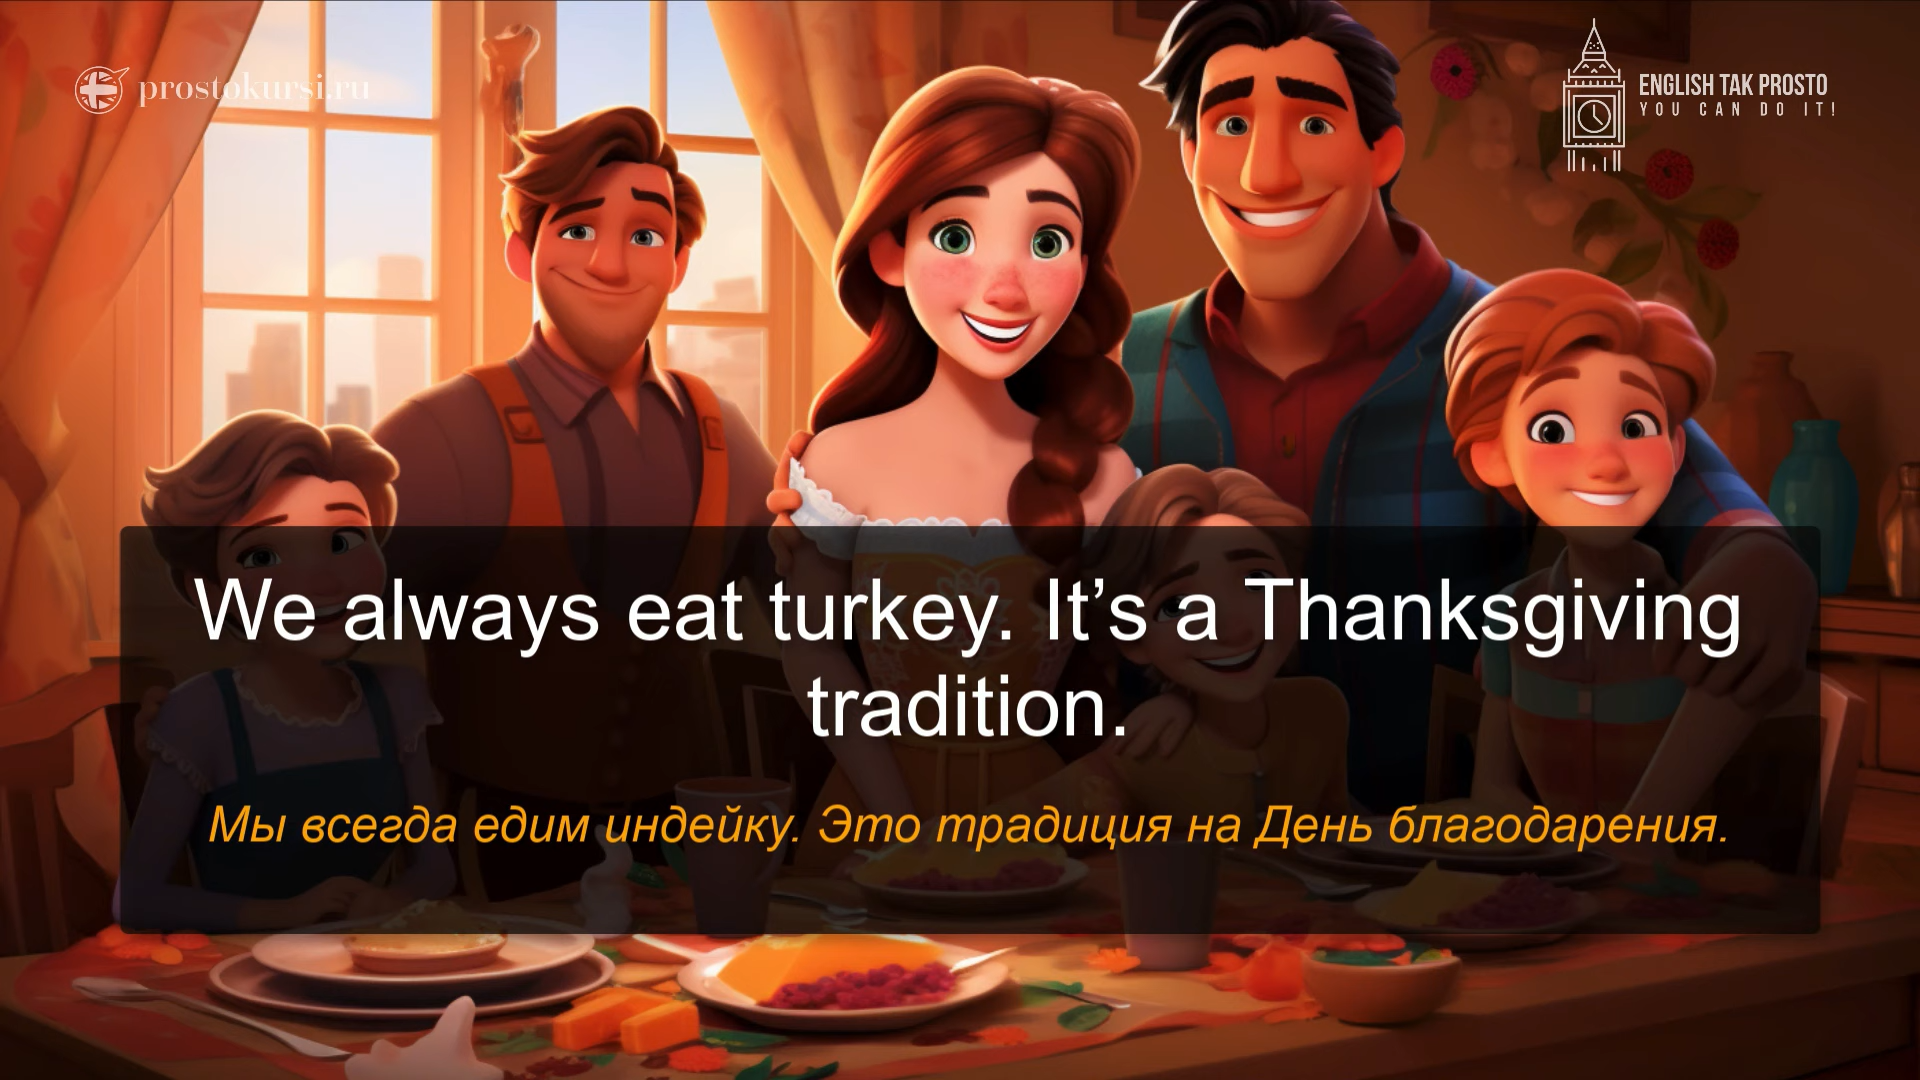 prostokursi.ru
ENGLISH TAK PROSTO
YOU CAN DO IT!
We always eat turkey. It’s a Thanksgiving
tradition.
Мы всегда едим индейку. Это традиция на День благодарения.